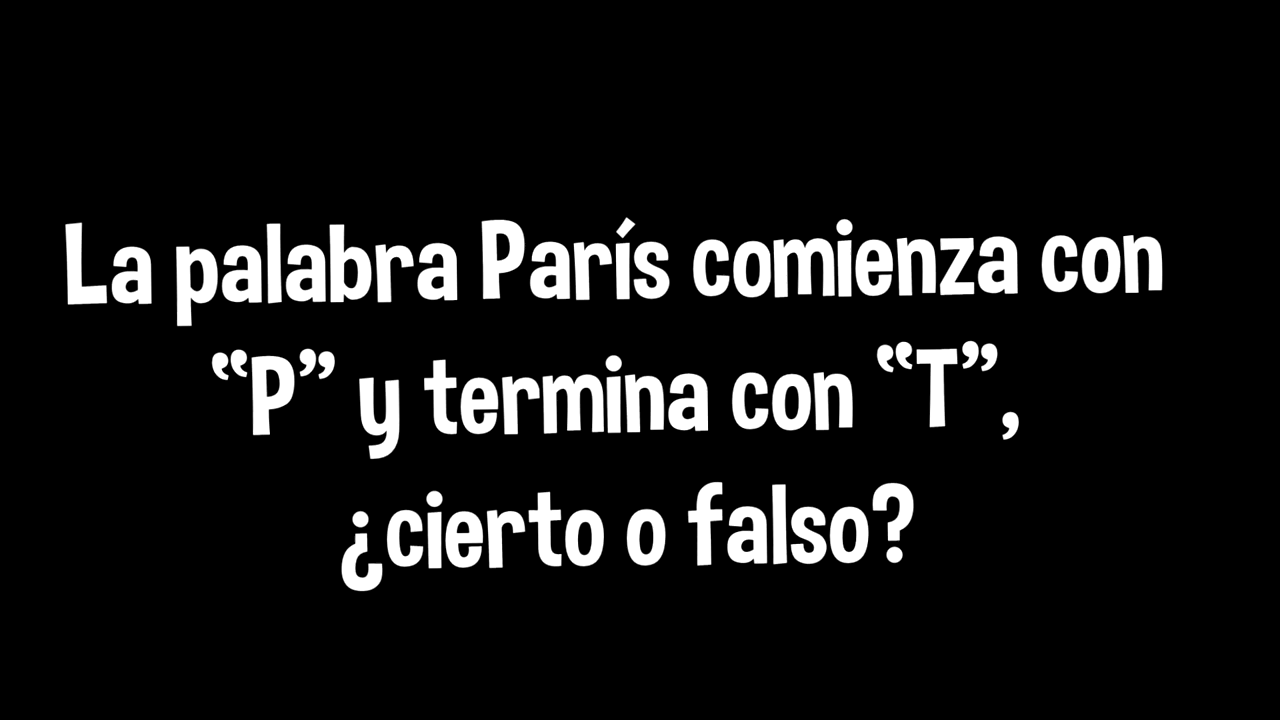 La palabra París comienza con
“P” y termina con “T”,
¿cierto o falso?